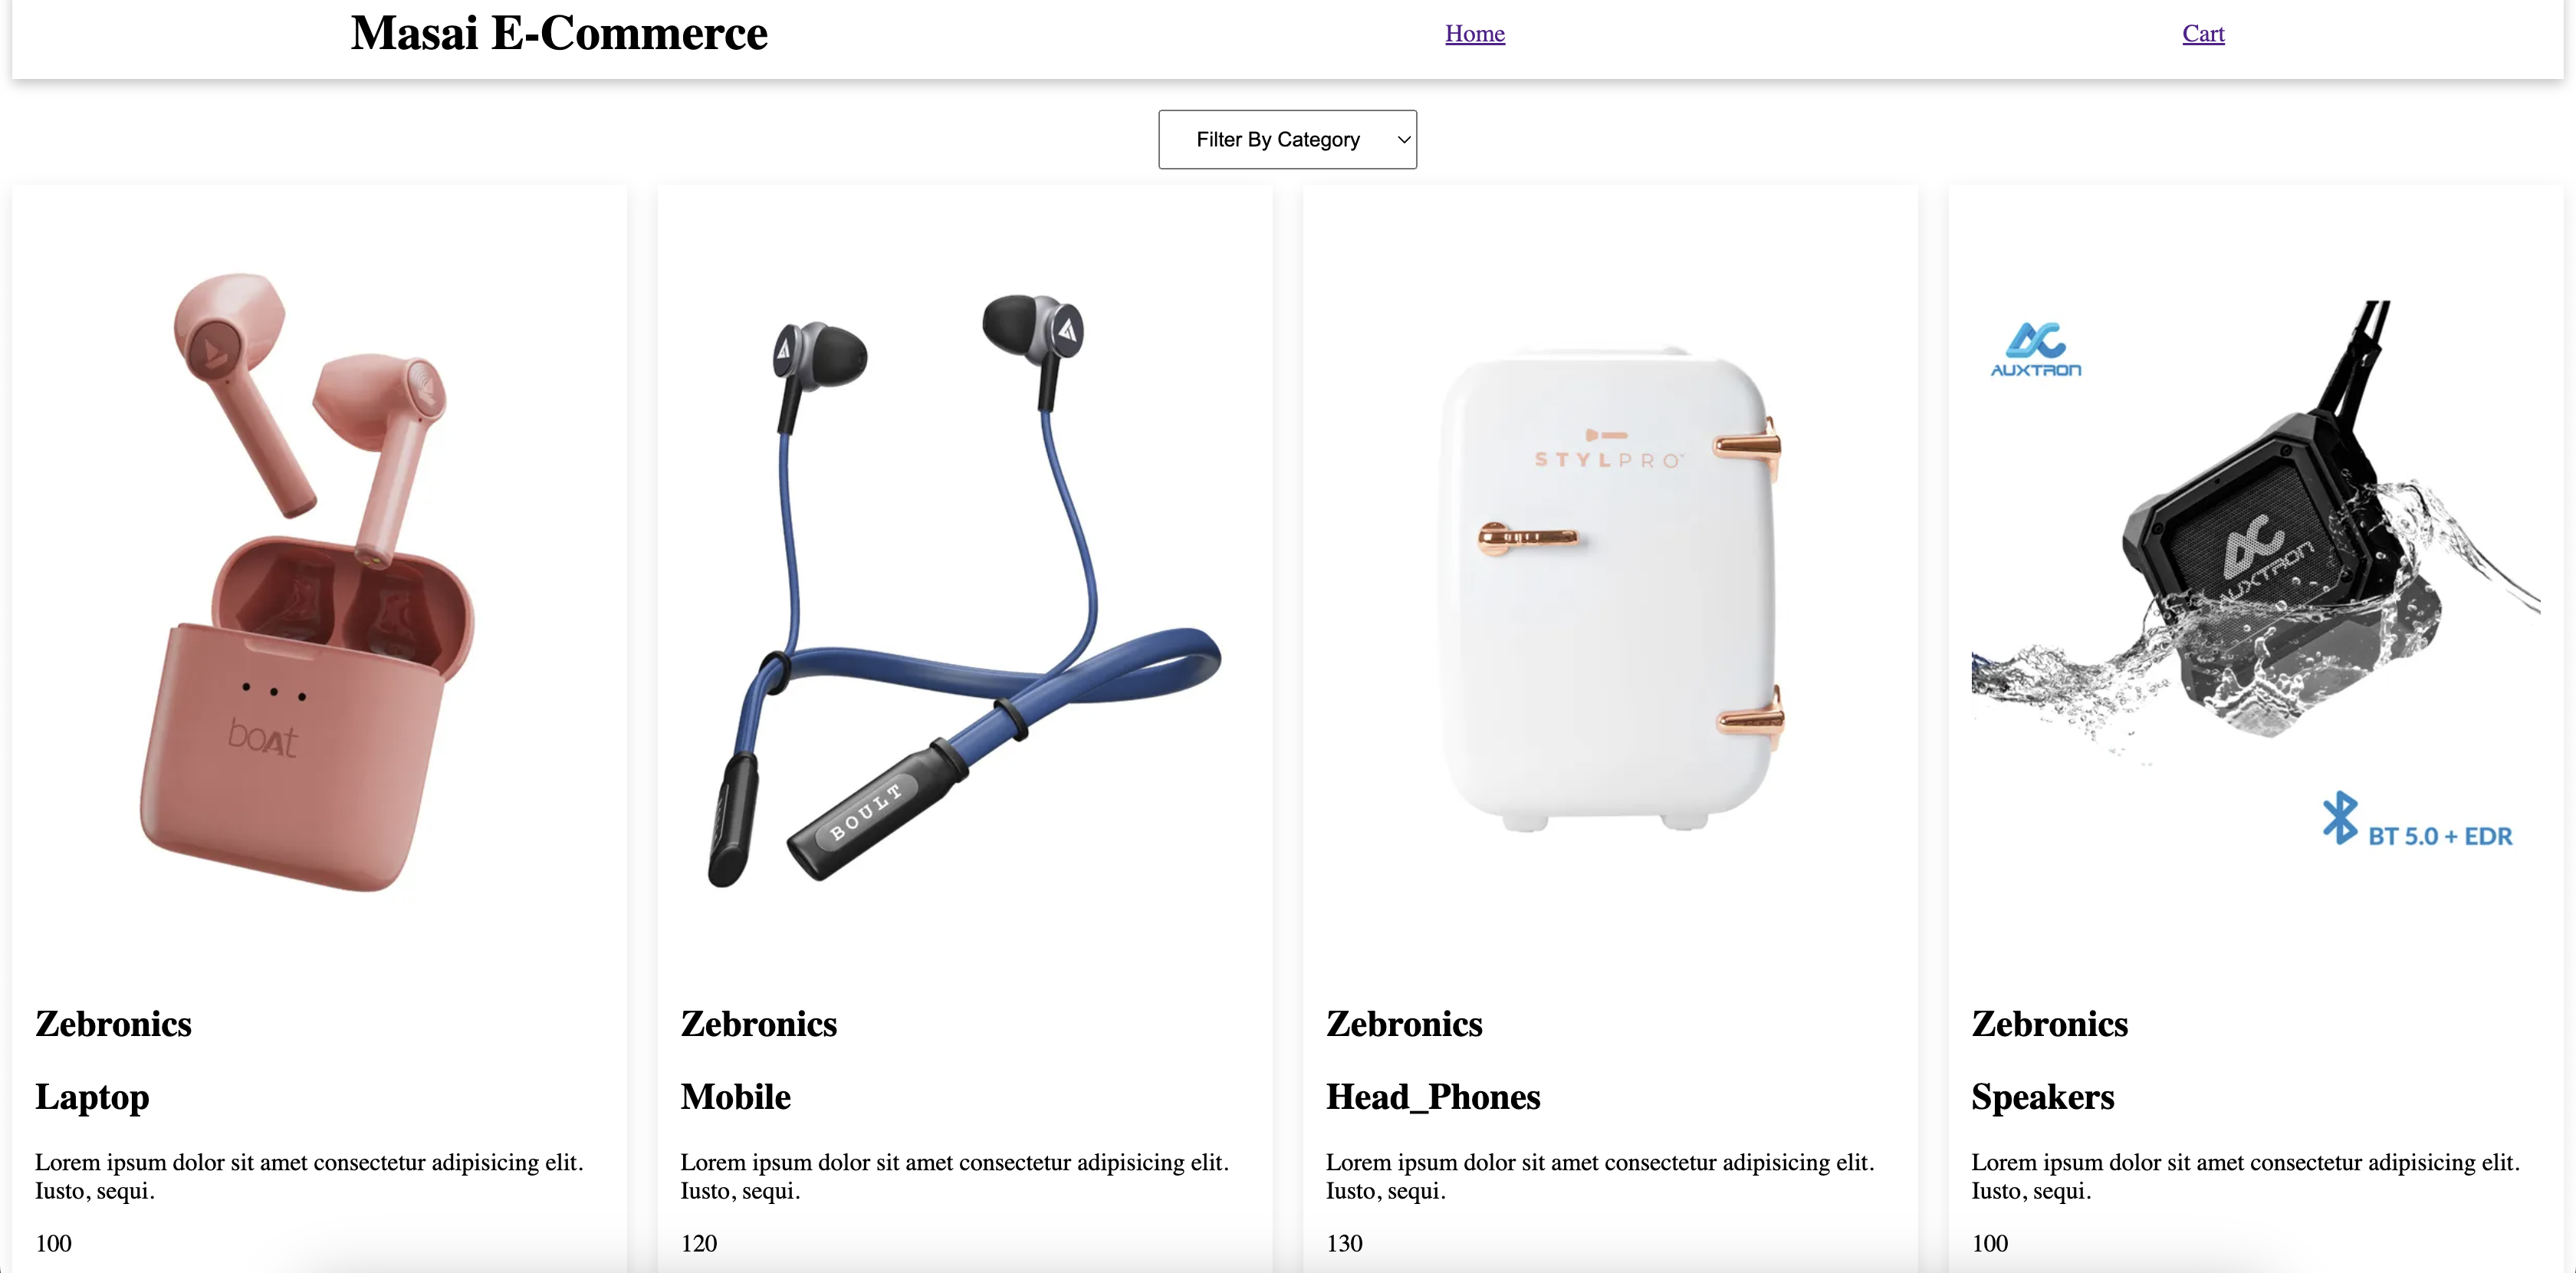 Masai E-Commerce
Home
Cart
Filter By Category
boAt
BOULT
STYLPRO
AUXTRON
AUXTRON
BT 5.0 + EDR
Zebronics
Laptop
Lorem ipsum dolor sit amet consectetur adipisicing elit.
Iusto, sequi.
100
Zebronics
Mobile
Lorem ipsum dolor sit amet consectetur adipisicing elit.
Iusto, sequi.
120
Zebronics
Head_Phones
Lorem ipsum dolor sit amet consectetur adipisicing elit.
Iusto, sequi.
130
Zebronics
Speakers
Lorem ipsum dolor sit amet consectetur adipisicing elit.
Iusto, sequi.
100